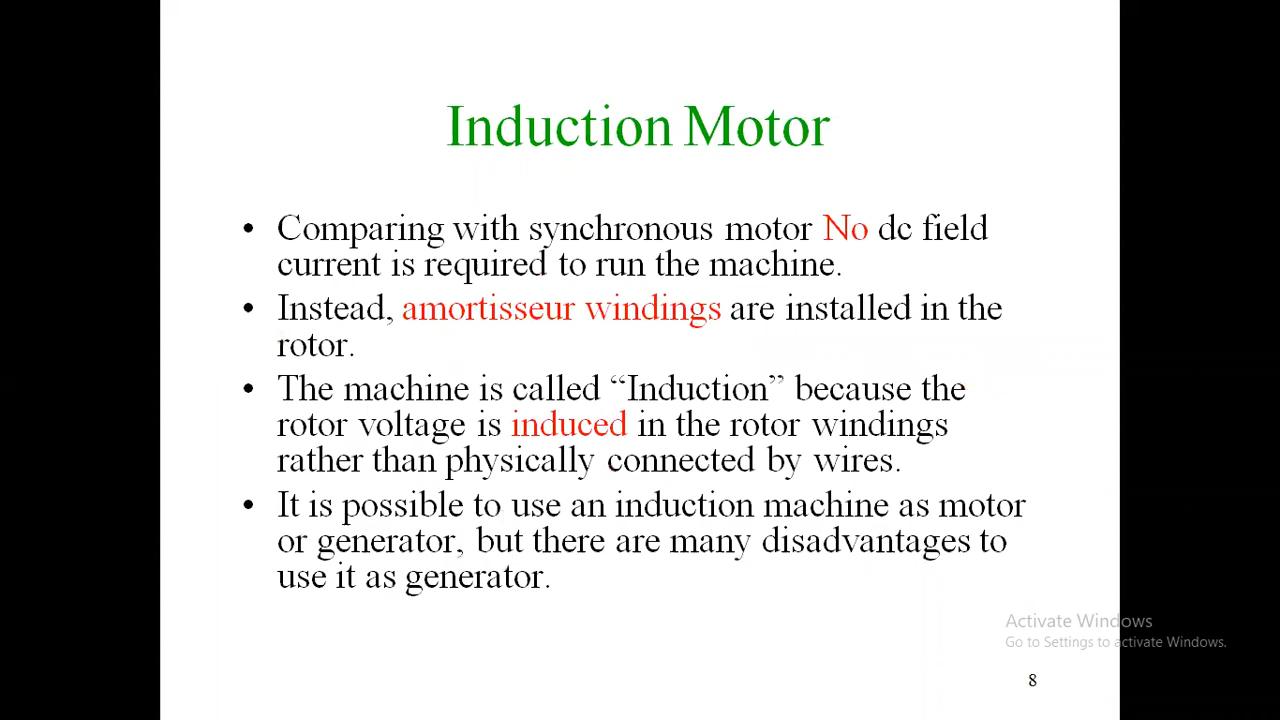 Induction Motor
• Comparing with synchronous motor No dc field
current is required to run the machine.
• Instead, amortisseur windings are installed in the
rotor.
• The machine is called “Induction” because the
rotor voltage is induced in the rotor windings
rather than physically connected by wires.
• It is possible to use an induction machine as motor
or generator, but there are many disadvantages to
use it as generator.
Activate Windows
Go to Settings to activate Windows.
8